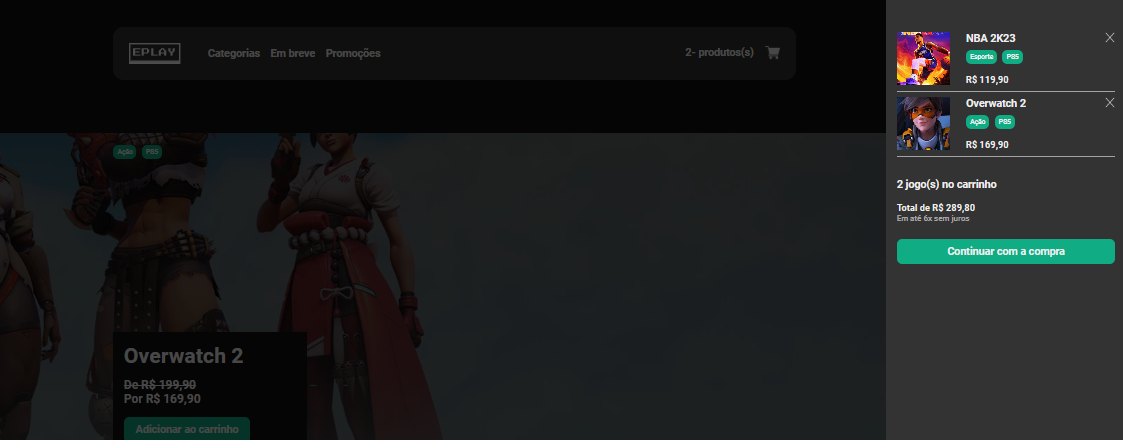 EPLAY
Categorias Em breve Promoções
2- produtos(s)
Ação PS5
Overwatch 2
De R$ 199,90
Por R$ 169,90
Adicionar ao carrinho
NBA 2K23
Esporte PS5
R$ 119,90
Overwatch 2
Ação PS5
R$ 169,90
2 jogo(s) no carrinho
Total de R$ 289,80
Em até 6x sem juros
Continuar com a compra